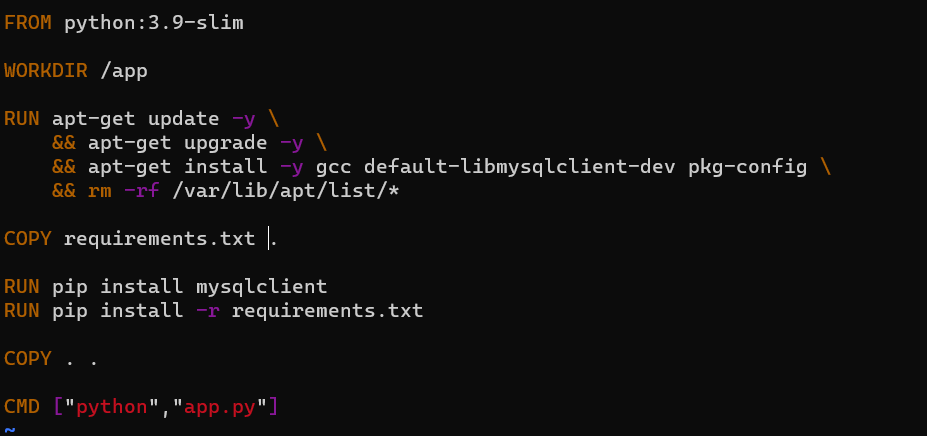 FROM python:3.9-slim
WORKDIR /app
RUN apt-get update -y \
    && apt-get upgrade -y \
    && apt-get install -y gcc default-libmysqlclient-dev pkg-config \
    && rm -rf /var/lib/apt/list/*
COPY requirements.txt .
RUN pip install mysqlclient
RUN pip install -r requirements.txt
COPY . .
CMD ["python","app.py"]
~